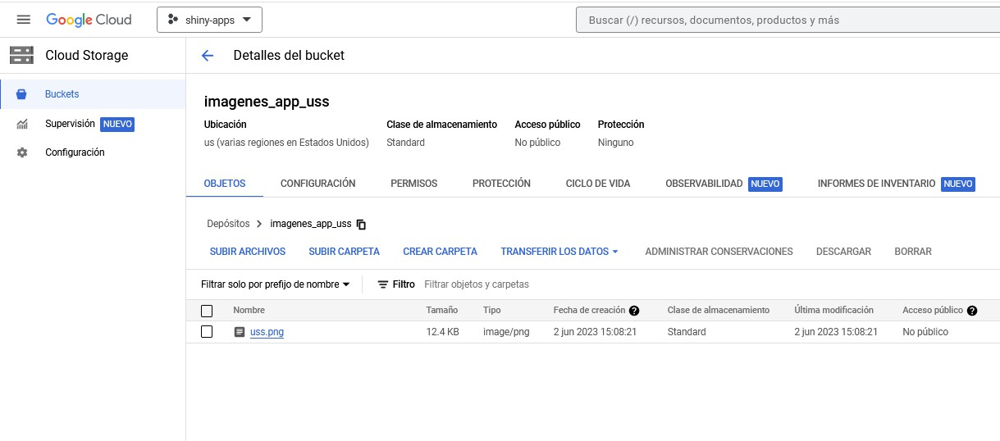 Google Cloud
shiny-apps
Buscar (/) recursos, documentos, productos y más
Cloud Storage
Detalles del bucket
Buckets
Supervisión NUEVO
Configuración
imagenes_app_uss
Ubicación Clase de almacenamiento Acceso público Protección
us (varias regiones en Estados Unidos) Standard No público Ninguno
OBJETOS CONFIGURACIÓN PERMISOS PROTECCIÓN CICLO DE VIDA OBSERVABILIDAD NUEVO INFORMES DE INVENTARIO NUEVO
Depósitos > imagenes_app_uss
SUBIR ARCHIVOS SUBIR CARPETA CREAR CARPETA TRANSFERIR LOS DATOS ADMINISTRAR CONSERVACIONES DESCARGAR BORRAR
Filtrar solo por prefijo de nombre Filtro Filtrar objetos y carpetas
Nombre Tamaño Tipo Fecha de creación ? Clase de almacenamiento Última modificación Acceso público ?
uss.png 12.4 KB image/png 2 jun 2023 15:08:21 Standard 2 jun 2023 15:08:21 No público